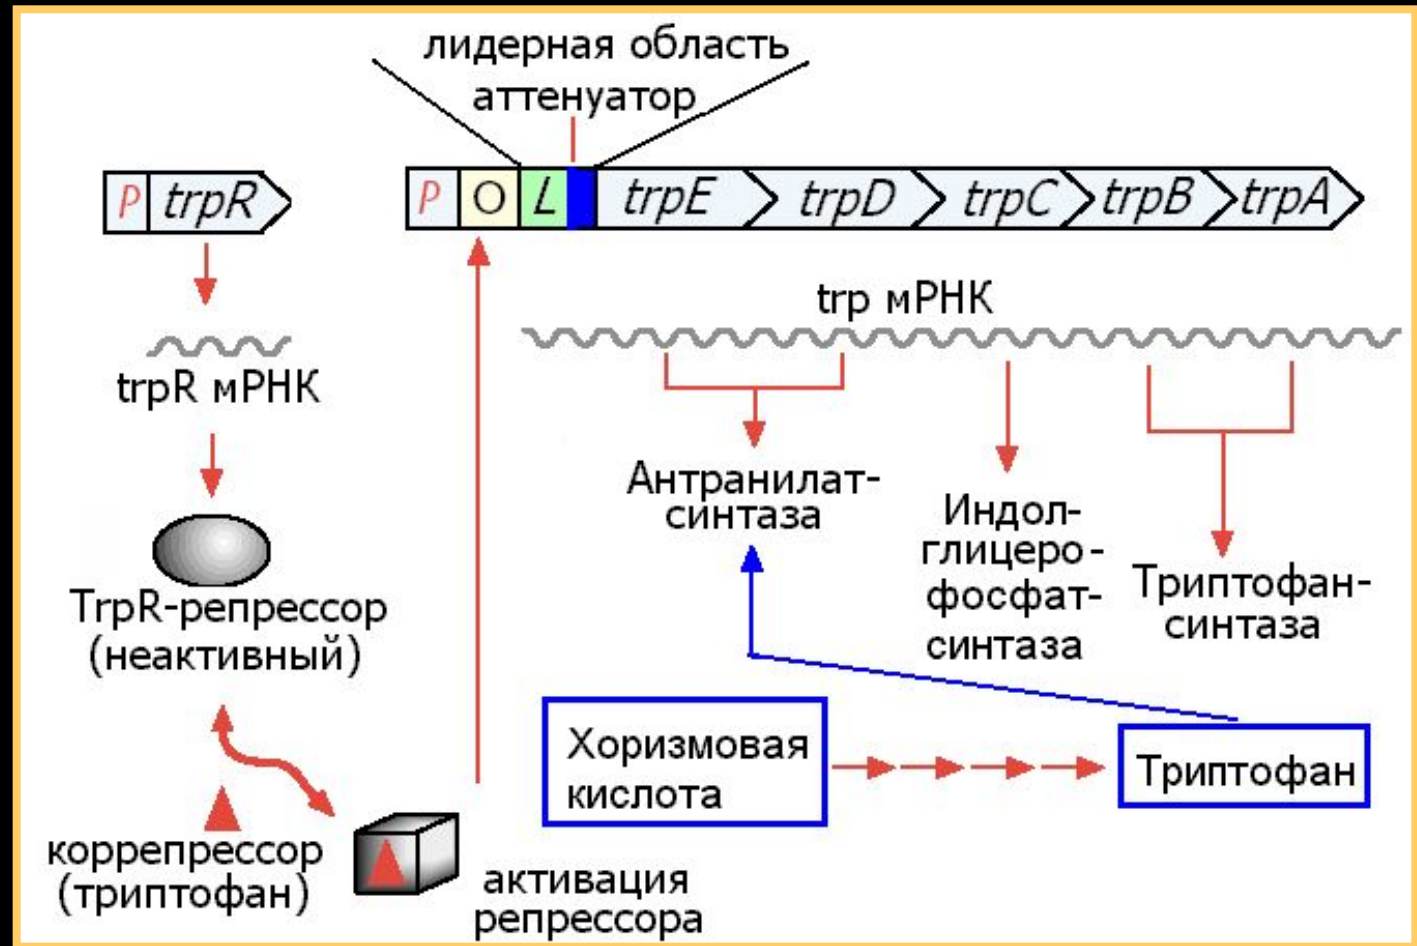 лидерная область
аттенуатор
P trpR
P O L trpE trpD trpC trpB trpA
trp мРНК
trpR мРНК
Антранилат-
синтаза
Индол-
глицеро-
фосфат-
синтаза
Триптофан-
синтаза
TrpR-репрессор
(неактивный)
Хоризмовая
кислота
Триптофан
коррепрессор
(триптофан)
активация
репрессора